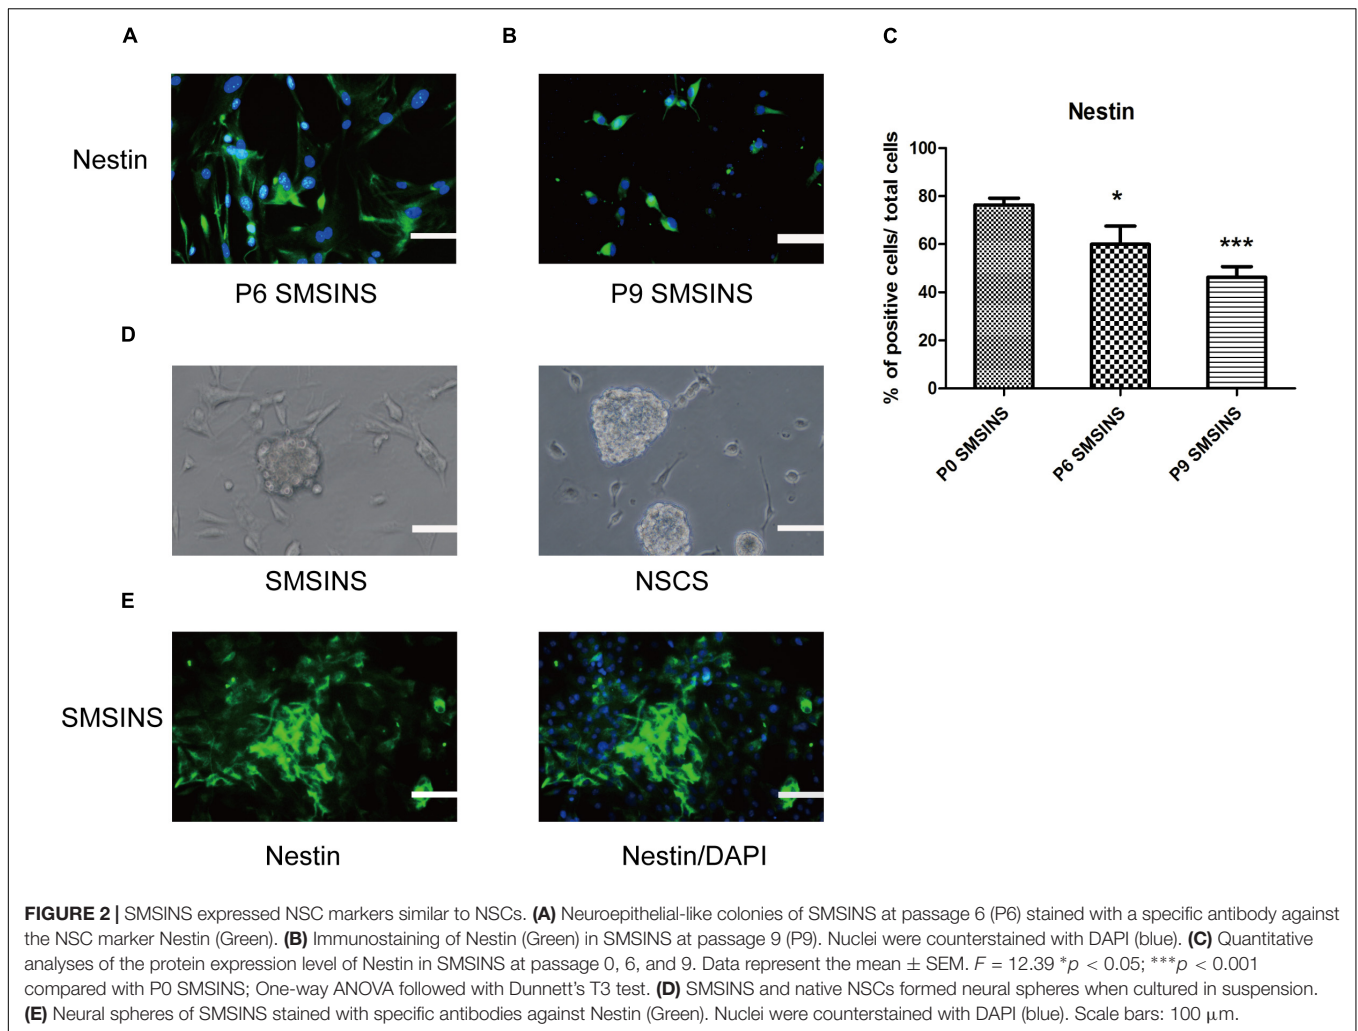 A
B
C
Nestin
P6 SMSINS
P9 SMSINS
Nestin
% of positive cells/ total cells
100
80
60
40
20
0
*
***
P0 SMSINS
P6 SMSINS
P9 SMSINS
D
SMSINS
NSCS
E
SMSINS
Nestin
Nestin/DAPI
FIGURE 2 | SMSINS expressed NSC markers similar to NSCs. (A) Neuroepithelial-like colonies of SMSINS at passage 6 (P6) stained with a specific antibody against
the NSC marker Nestin (Green). (B) Immunostaining of Nestin (Green) in SMSINS at passage 9 (P9). Nuclei were counterstained with DAPI (blue). (C) Quantitative
analyses of the protein expression level of Nestin in SMSINS at passage 0, 6, and 9. Data represent the mean ± SEM. F = 12.39 *p < 0.05; ***p < 0.001
compared with P0 SMSINS; One-way ANOVA followed with Dunnett's T3 test. (D) SMSINS and native NSCs formed neural spheres when cultured in suspension.
(E) Neural spheres of SMSINS stained with specific antibodies against Nestin (Green). Nuclei were counterstained with DAPI (blue). Scale bars: 100 μm.